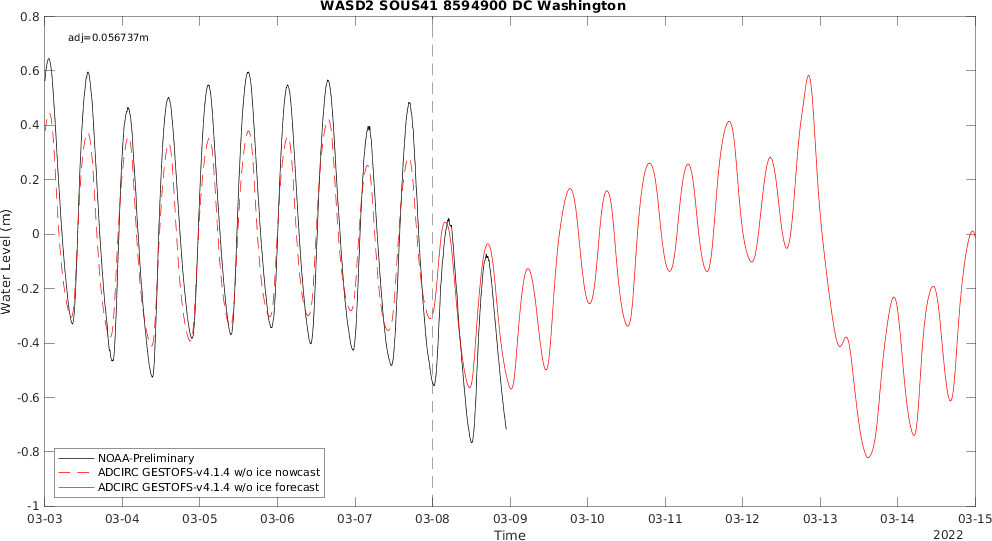 WASD2 SOUS41 8594900 DC Washington
adj=0.056737m
0.8
0.6
0.4
0.2
0
-0.2
-0.4
-0.6
-0.8
-1
Water Level (m)
NOAA-Preliminary
ADCIRC GESTOFS-v4.1.4 w/o ice nowcast
ADCIRC GESTOFS-v4.1.4 w/o ice forecast
03-03 03-04 03-05 03-06 03-07 03-08 03-09 03-10 03-11 03-12 03-13 03-14 03-15
Time
2022